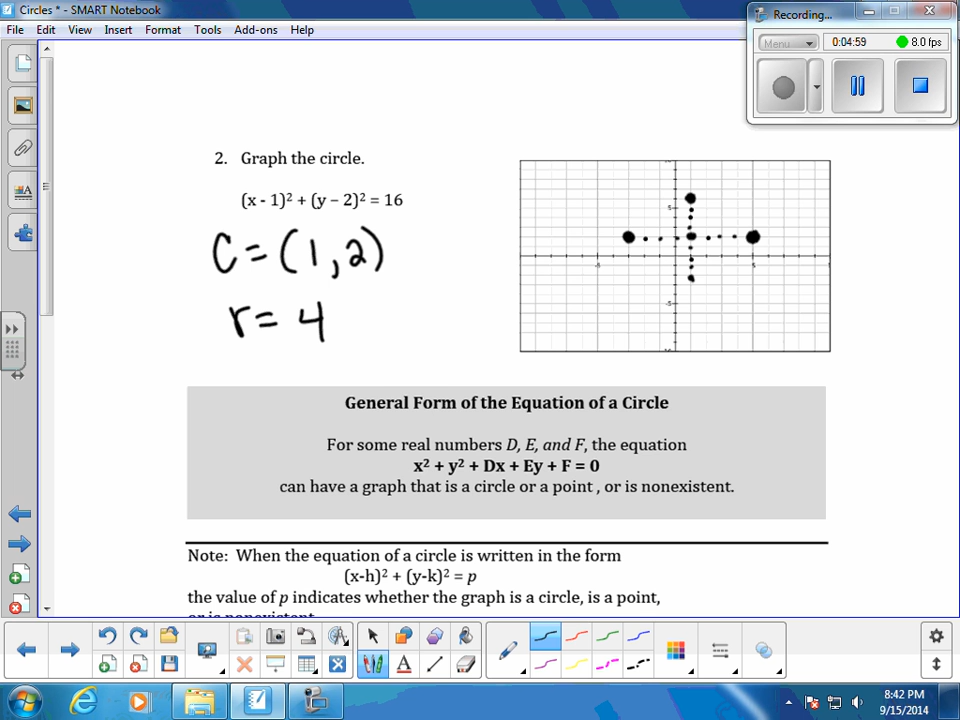 Circles * - SMART Notebook
File Edit View Insert Format Tools Add-ons Help
Recording...
Menu 0:04:59 8.0 fps
2. Graph the circle.
(x - 1)² + (y – 2)² = 16
C = (1, 2)
r = 4
5
-5
5
-5
General Form of the Equation of a Circle
For some real numbers D, E, and F, the equation
x² + y² + Dx + Ey + F = 0
can have a graph that is a circle or a point , or is nonexistent.
Note: When the equation of a circle is written in the form
(x-h)² + (y-k)² = p
the value of p indicates whether the graph is a circle, is a point,
or is nonexistent
A
8:42 PM
9/15/2014